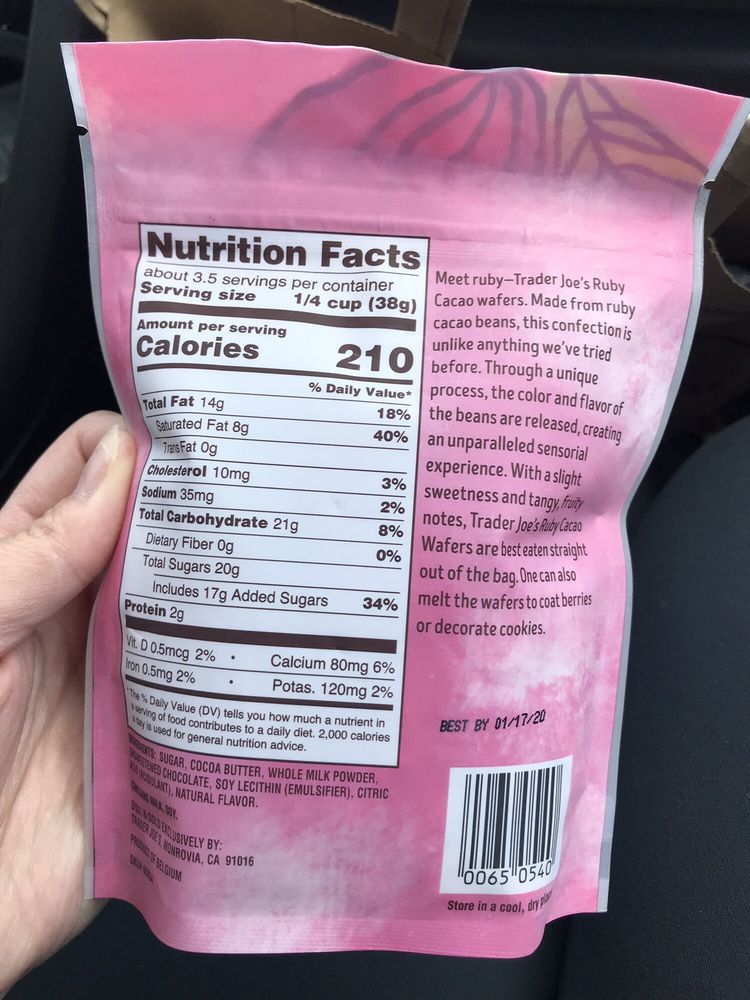 Nutrition Facts
about 3.5 servings per container
Serving size 1/4 cup (38g)
Amount per serving
Calories 210
% Daily Value*
Total Fat 14g 18%
Saturated Fat 8g 40%
Trans Fat 0g
Cholesterol 10mg 3%
Sodium 35mg 2%
Total Carbohydrate 21g 8%
Dietary Fiber 0g 0%
Total Sugars 20g
Includes 17g Added Sugars 34%
Protein 2g
Vit. D 0.5mcg 2% • Calcium 80mg 6%
Iron 0.5mg 2% • Potas. 120mg 2%
*The % Daily Value (DV) tells you how much a nutrient in
a serving of food contributes to a daily diet. 2,000 calories
a day is used for general nutrition advice.
INGREDIENTS: SUGAR, COCOA BUTTER, WHOLE MILK POWDER,
UNSWEETENED CHOCOLATE, SOY LECITHIN (EMULSIFIER), CITRIC
ACID (ACIDULANT), NATURAL FLAVOR.
CONTAINS MILK, SOY.
DIST. & SOLD EXCLUSIVELY BY:
TRADER JOE'S, MONROVIA, CA 91016
PRODUCT OF BELGIUM
Meet ruby—Trader Joe's Ruby
Cacao wafers. Made from ruby
cacao beans, this confection is
unlike anything we've tried
before. Through a unique
process, the color and flavor of
the beans are released, creating
an unparalleled sensorial
experience. With a slight
sweetness and tangy, fruity
notes, Trader Joe's Ruby Cacao
Wafers are best eaten straight
out of the bag. One can also
melt the wafers to coat berries
or decorate cookies.
BEST BY 01/17/20
0065 0540
Store in a cool, dry